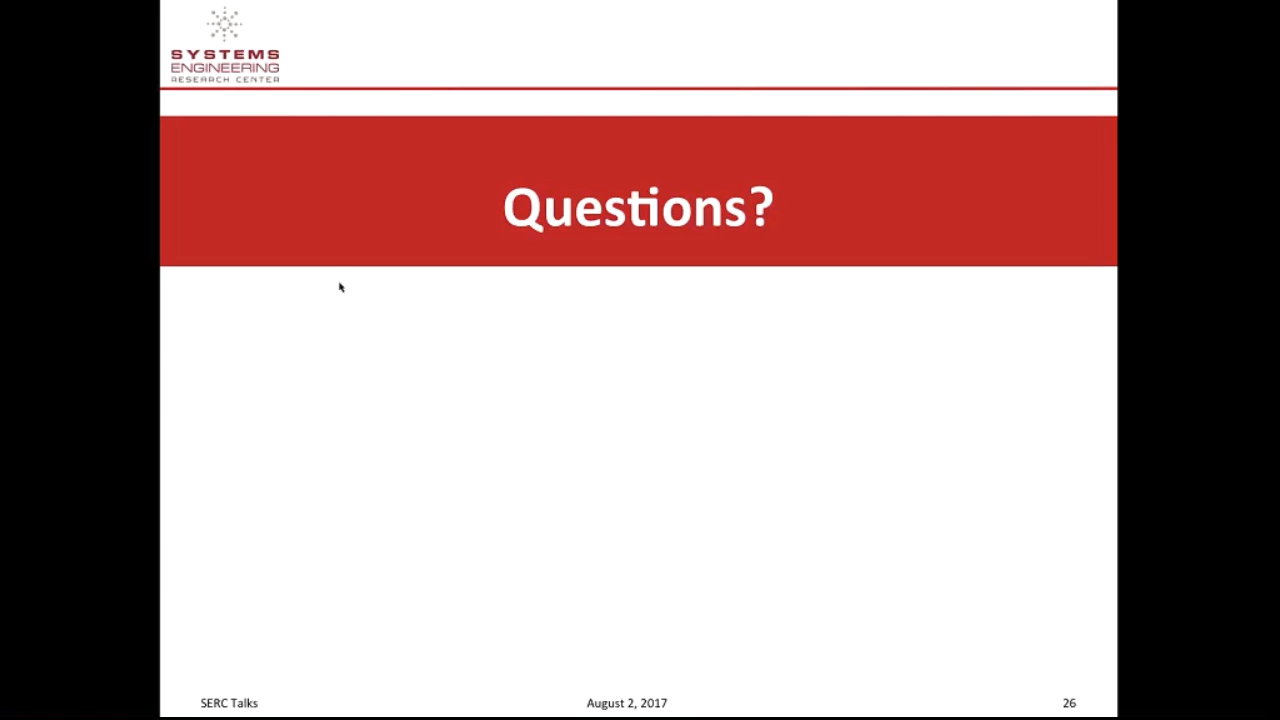 SYSTEMS
ENGINEERING
RESEARCH CENTER
Questions?
SERC Talks
August 2, 2017
26